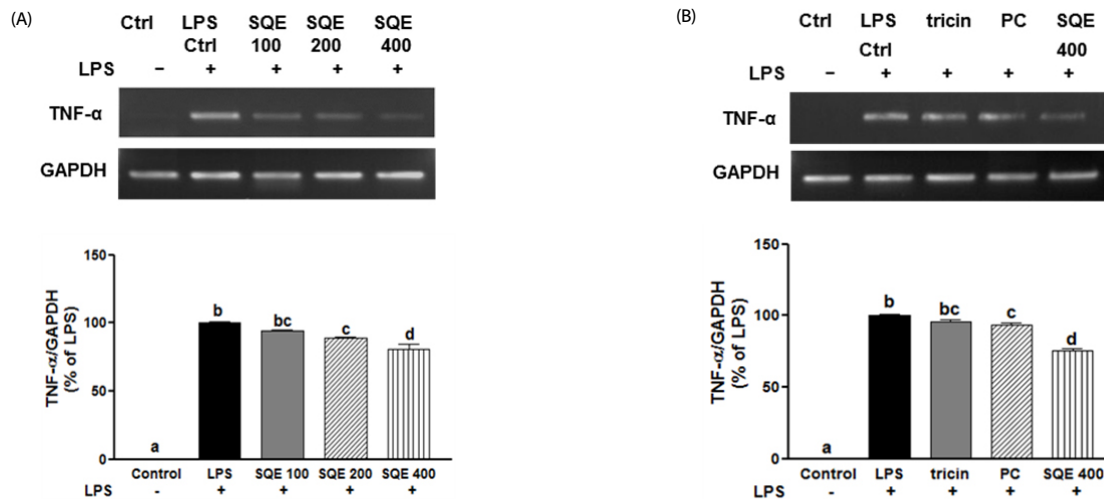 (A)
Ctrl LPS SQE SQE SQE
Ctrl 100 200 400
LPS − + + + +
TNF-α
GAPDH
150
100
50
0
TNF-α/GAPDH
(% of LPS)
a b bc c d
Control LPS SQE 100 SQE 200 SQE 400
LPS - + + + +
(B)
Ctrl LPS tricin PC SQE
Ctrl 400
LPS − + + + +
TNF-α
GAPDH
150
100
50
0
TNF-α/GAPDH
(% of LPS)
a b bc c d
Control LPS tricin PC SQE 400
LPS - + + + +